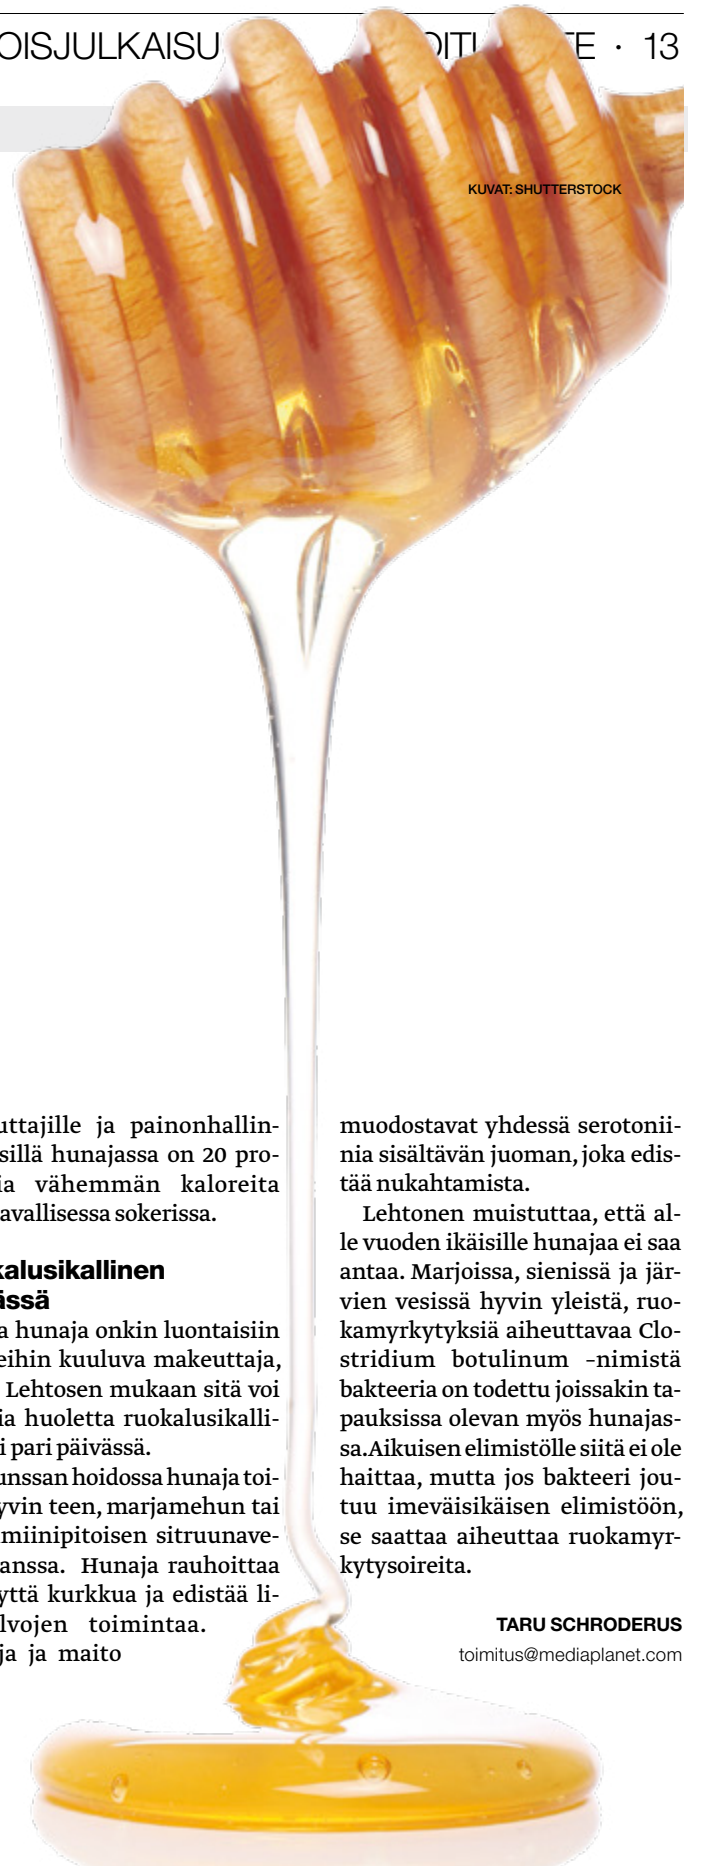 OISJULKAISU OITU TE · 13
KUVAT: SHUTTERSTOCK
uttajille ja painonhallin-
sillä hunajassa on 20 pro-
ia vähemmän kaloreita
avallisessa sokerissa.
kalusikallinen
ässä
a hunaja onkin luontaisiin
eihin kuuluva makeuttaja,
Lehtosen mukaan sitä voi
ia huoletta ruokalusikalli-
i pari päivässä.
unssan hoidossa hunaja toi-
yvin teen, marjamehun tai
miinipitoisen sitruunave-
anssa. Hunaja rauhoittaa
yttä kurkkua ja edistää li-
lvojen toimintaa.
ja ja maito
muodostavat yhdessä serotonii-
nia sisältävän juoman, joka edis-
tää nukahtamista.
Lehtonen muistuttaa, että al-
le vuoden ikäisille hunajaa ei saa
antaa. Marjoissa, sienissä ja jär-
vien vesissä hyvin yleistä, ruo-
kamyrkytyksiä aiheuttavaa Clo-
stridium botulinum –nimistä
bakteeria on todettu joissakin ta-
pauksissa olevan myös hunajas-
sa.Aikuisen elimistölle siitä ei ole
haittaa, mutta jos bakteeri jou-
tuu imeväisikäisen elimistöön,
se saattaa aiheuttaa ruokamyr-
kytysoireita.
TARU SCHRODERUS
toimitus@mediaplanet.com